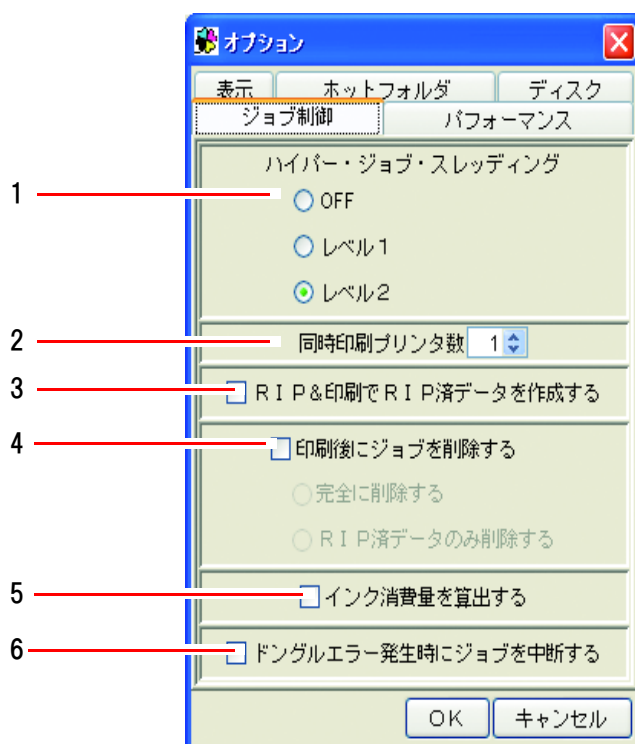 オプション
表示 ホットフォルダ ディスク
ジョブ制御 パフォーマンス
ハイパー・ジョブ・スレッディング
1
OFF
レベル1
レベル2
2 同時印刷プリンタ数 1
3 RIP&印刷でRIP済データを作成する
4 印刷後にジョブを削除する
完全に削除する
RIP済データのみ削除する
5 インク消費量を算出する
6 ドングルエラー発生時にジョブを中断する
OK キャンセル